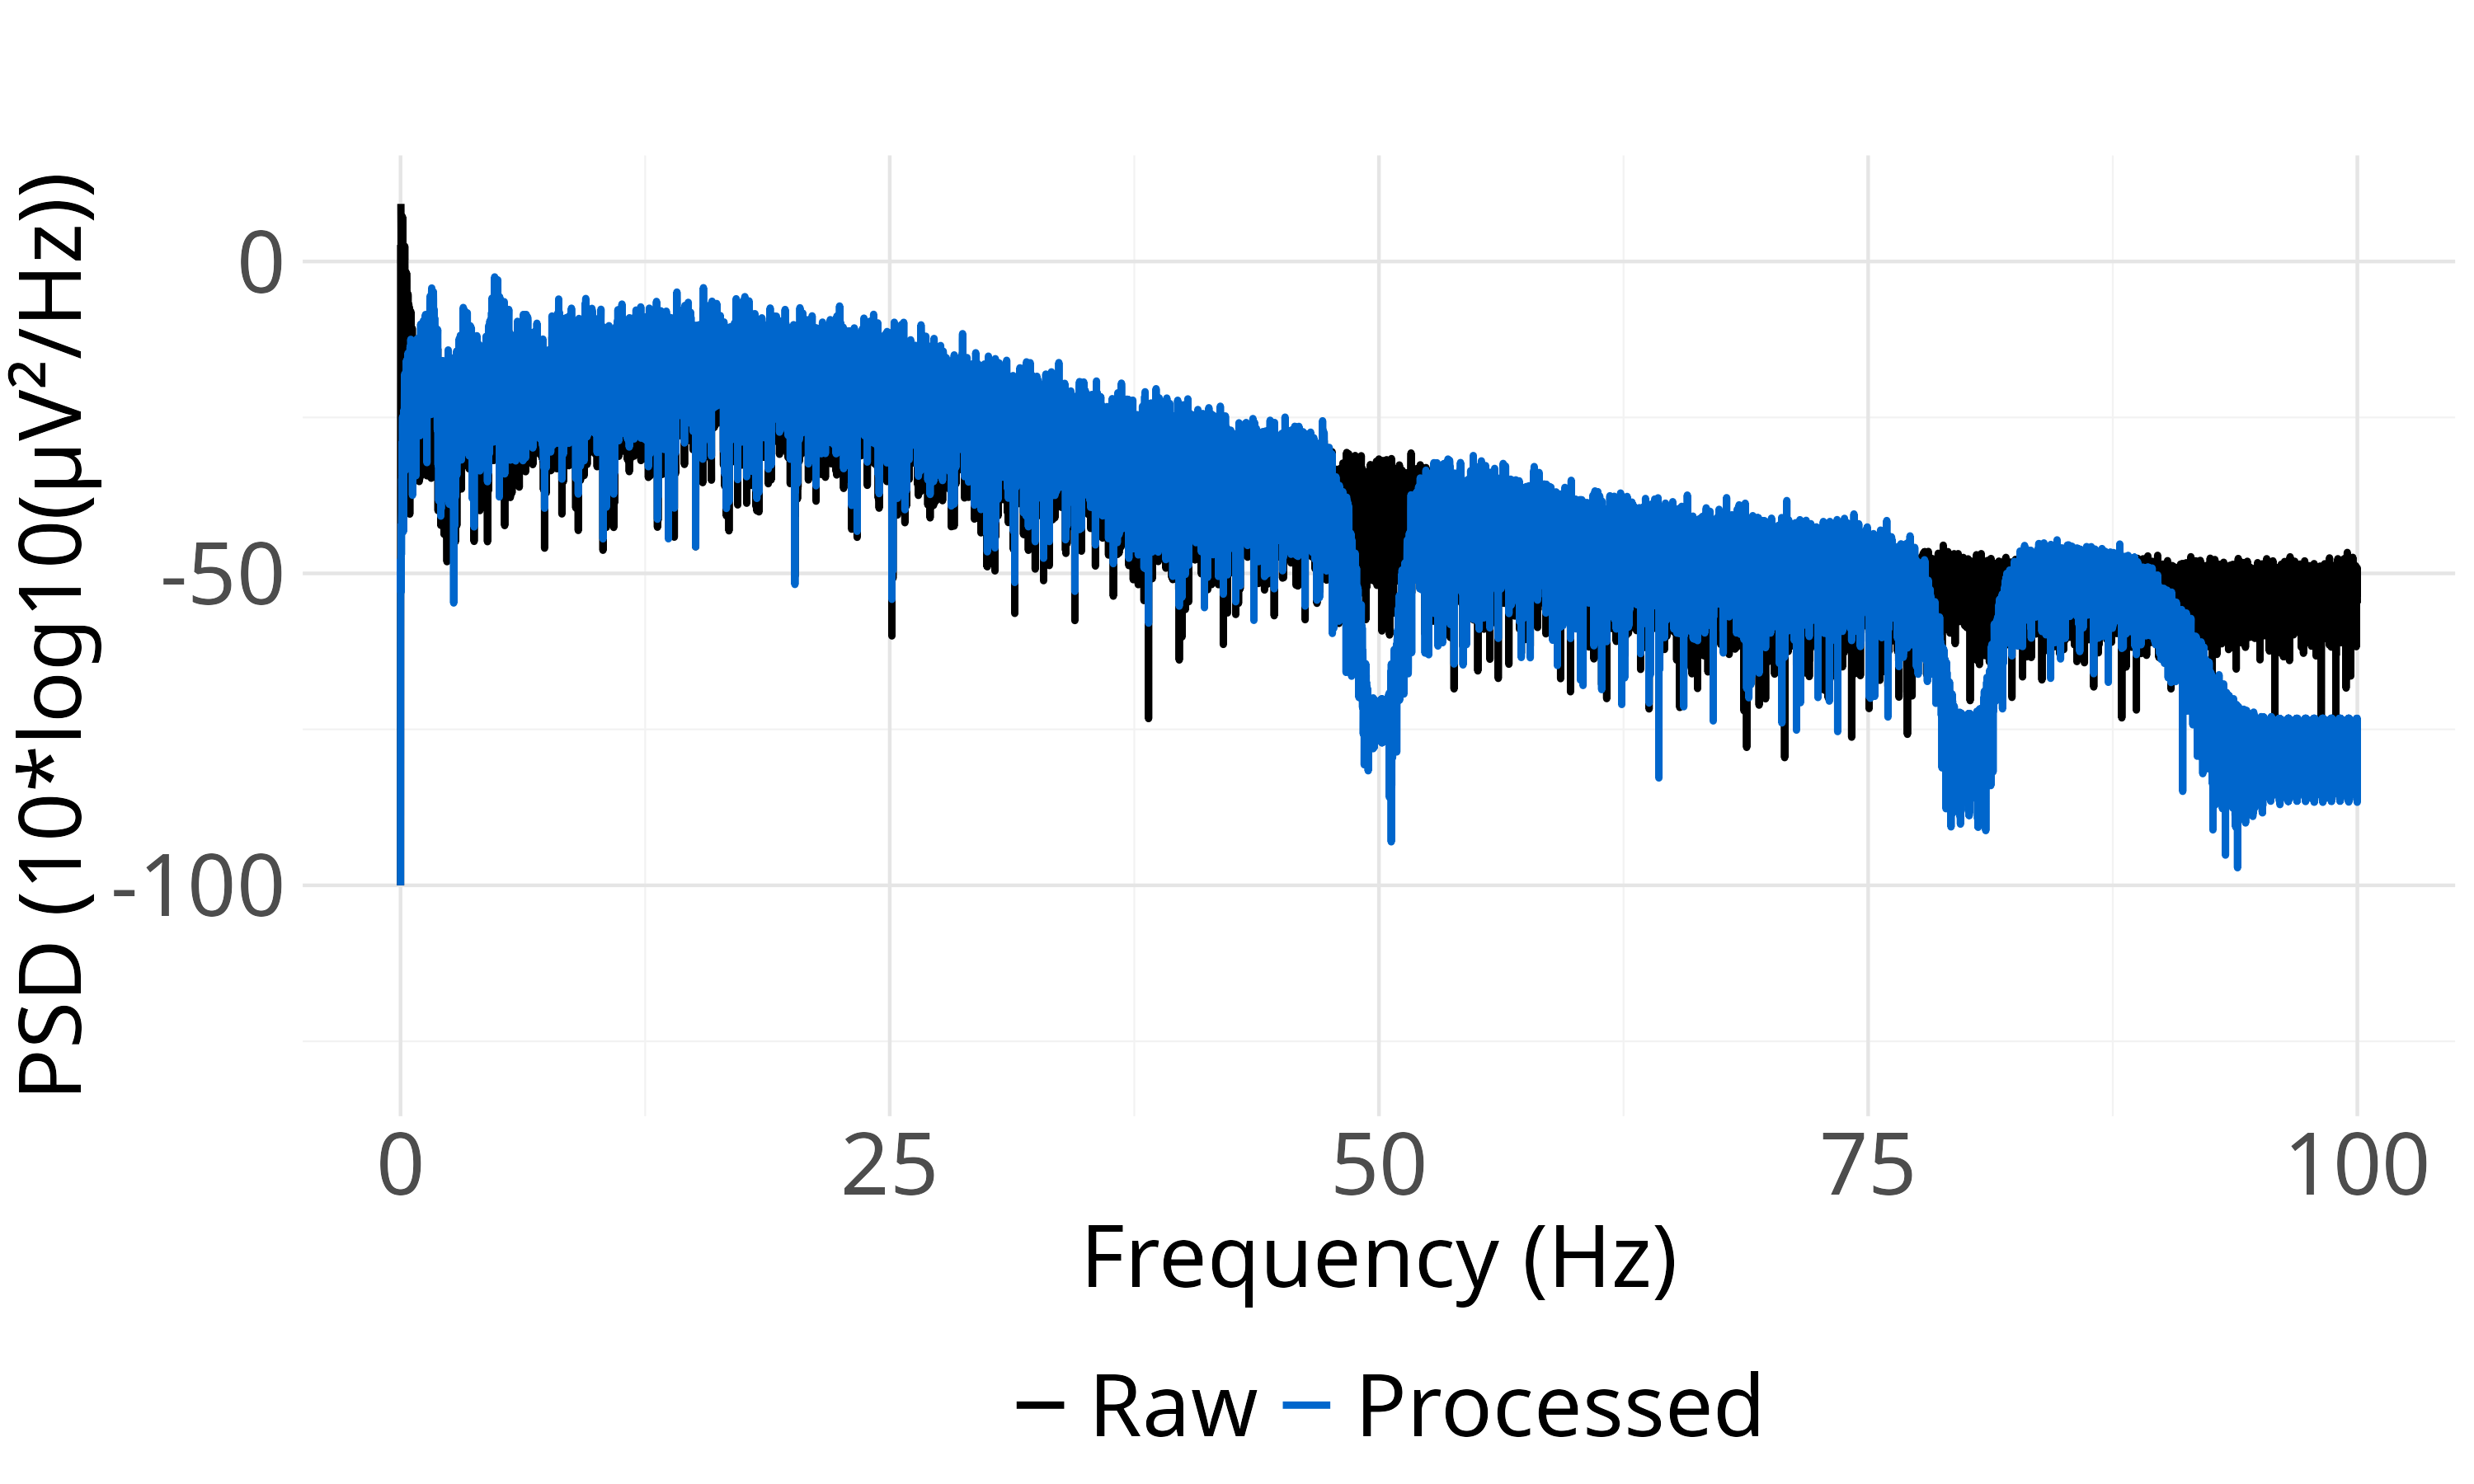 PSD (10*log10(µV²/Hz))
0
-50
-100
0 25 50 75 100
Frequency (Hz)
Raw Processed